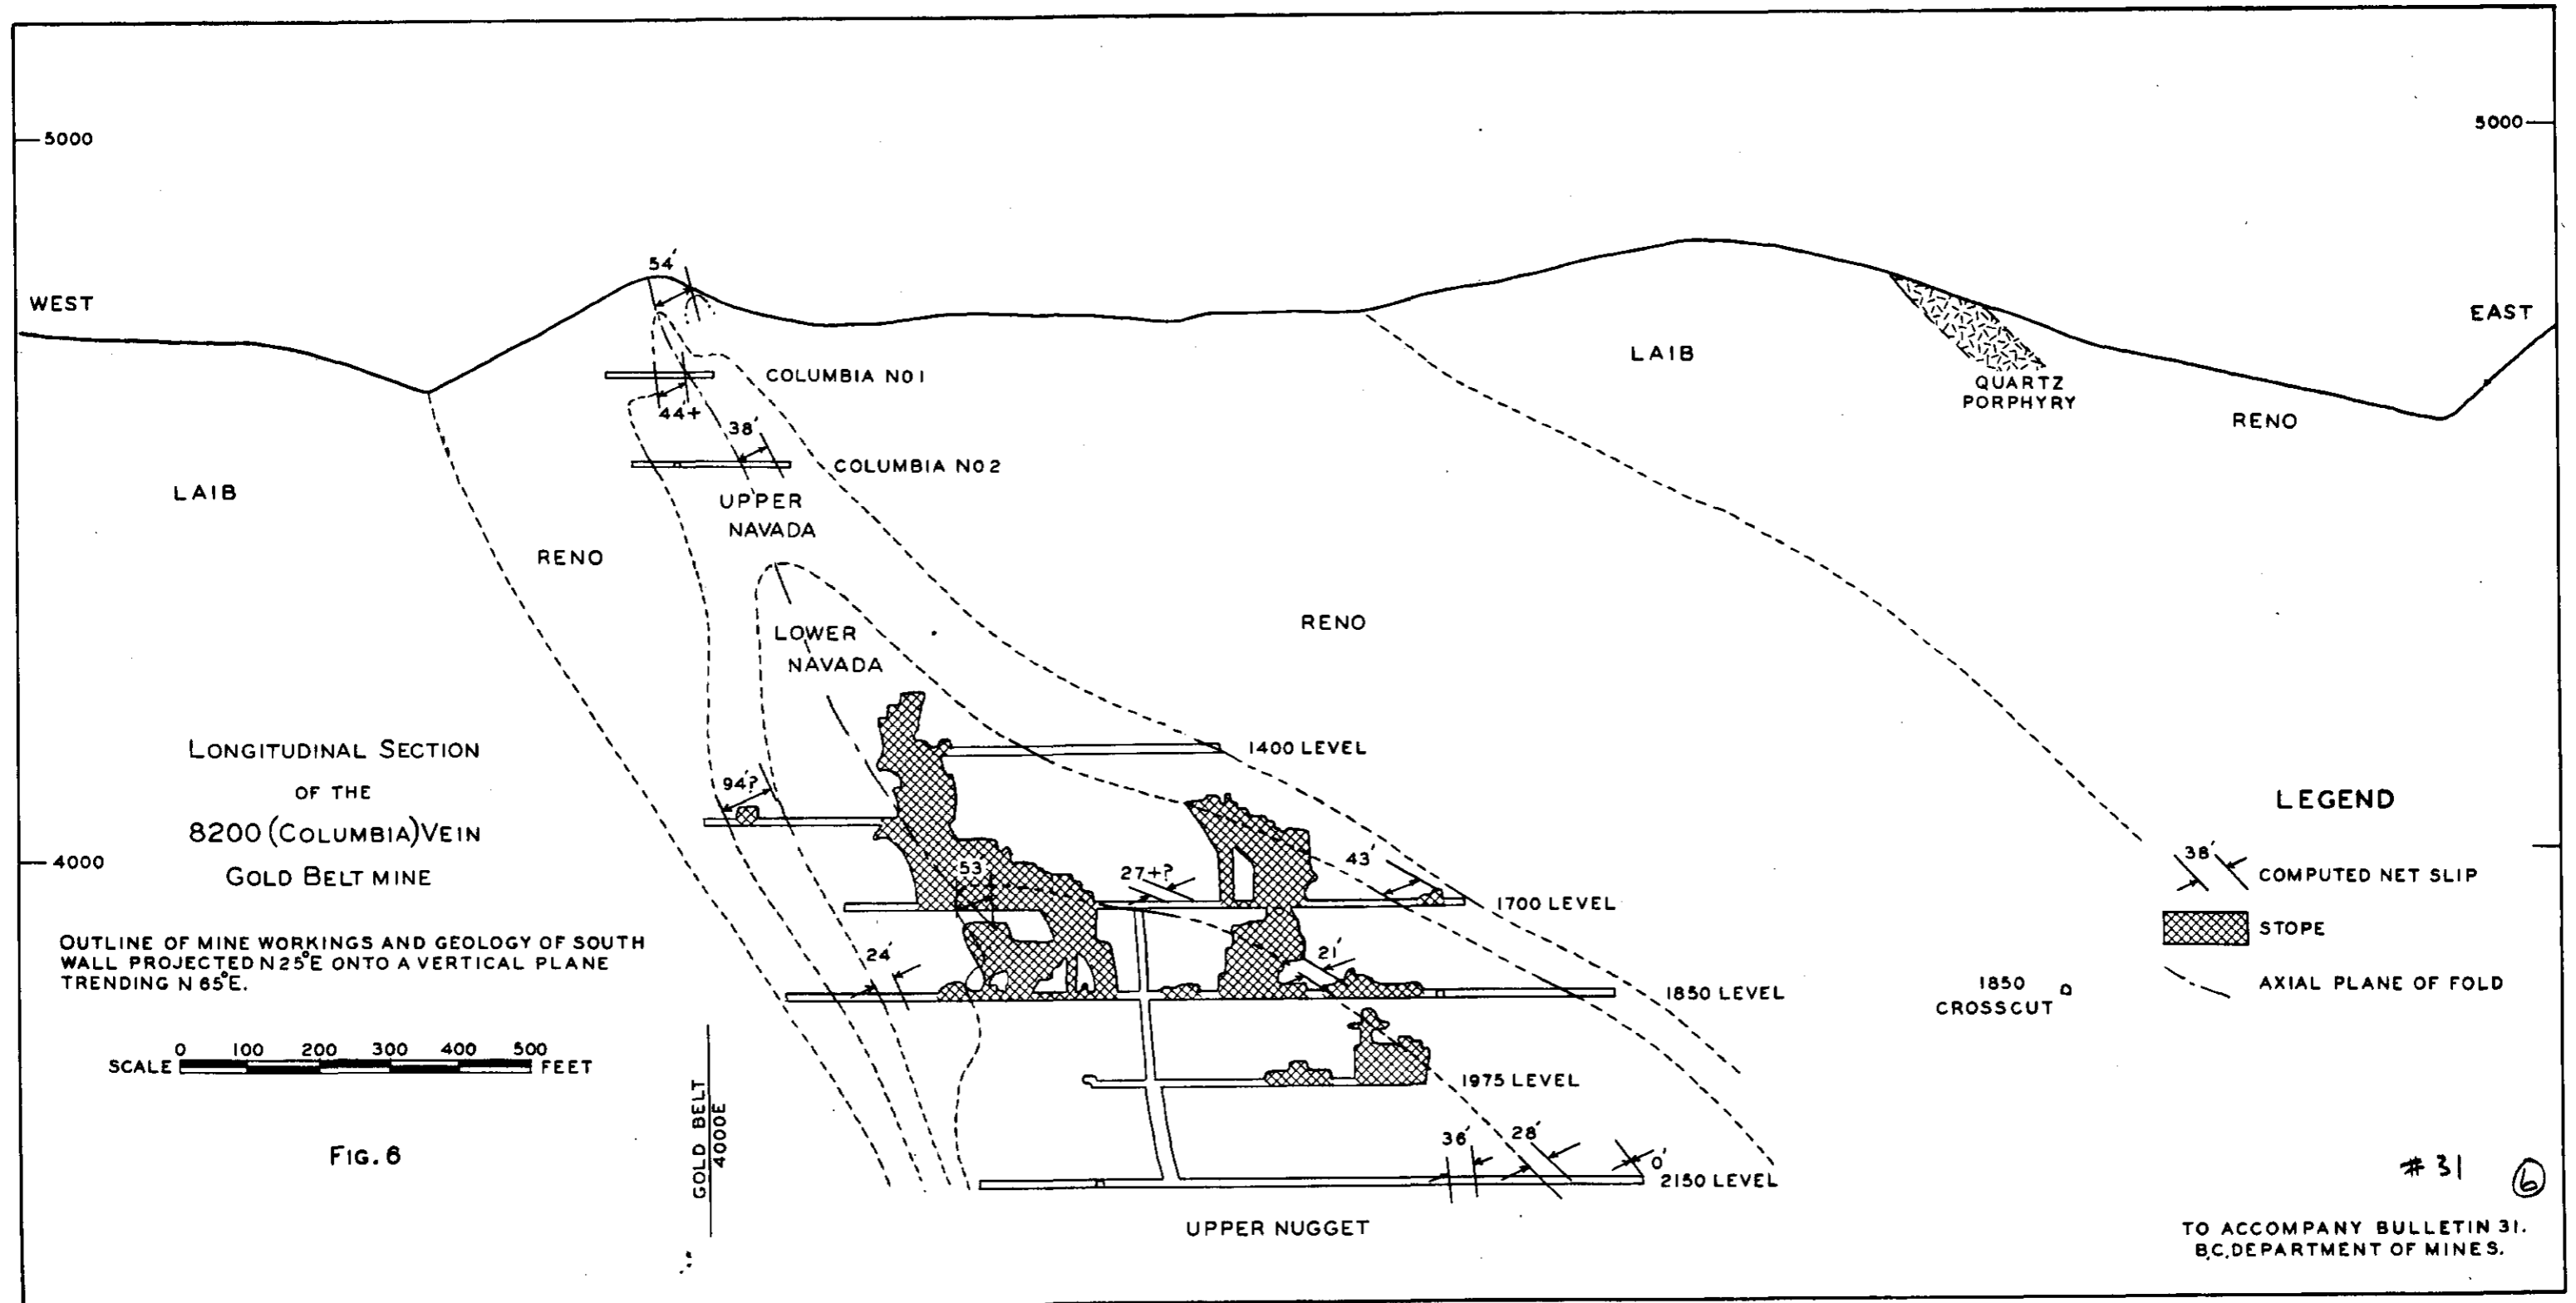 5000
5000
54'
WEST
EAST
LAIB
COLUMBIA NO 1
QUARTZ
PORPHYRY
44'+
RENO
38'
COLUMBIA NO 2
LAIB
UPPER
NAVADA
RENO
RENO
LOWER
NAVADA
LONGITUDINAL SECTION
OF THE
8200 (COLUMBIA) VEIN
GOLD BELT MINE
1400 LEVEL
94'?
LEGEND
4000
53'
27+?
43'
38'
COMPUTED NET SLIP
1700 LEVEL
STOPE
OUTLINE OF MINE WORKINGS AND GEOLOGY OF SOUTH
WALL PROJECTED N 25°E ONTO A VERTICAL PLANE
TRENDING N 65°E.
24'
21'
1850 LEVEL
1850
CROSSCUT
AXIAL PLANE OF FOLD
0 100 200 300 400 500
SCALE FEET
1975 LEVEL
GOLD BELT
4000E
FIG. 6
36'
28'
0'
2150 LEVEL
# 31 6
UPPER NUGGET
TO ACCOMPANY BULLETIN 31.
B.C. DEPARTMENT OF MINES.